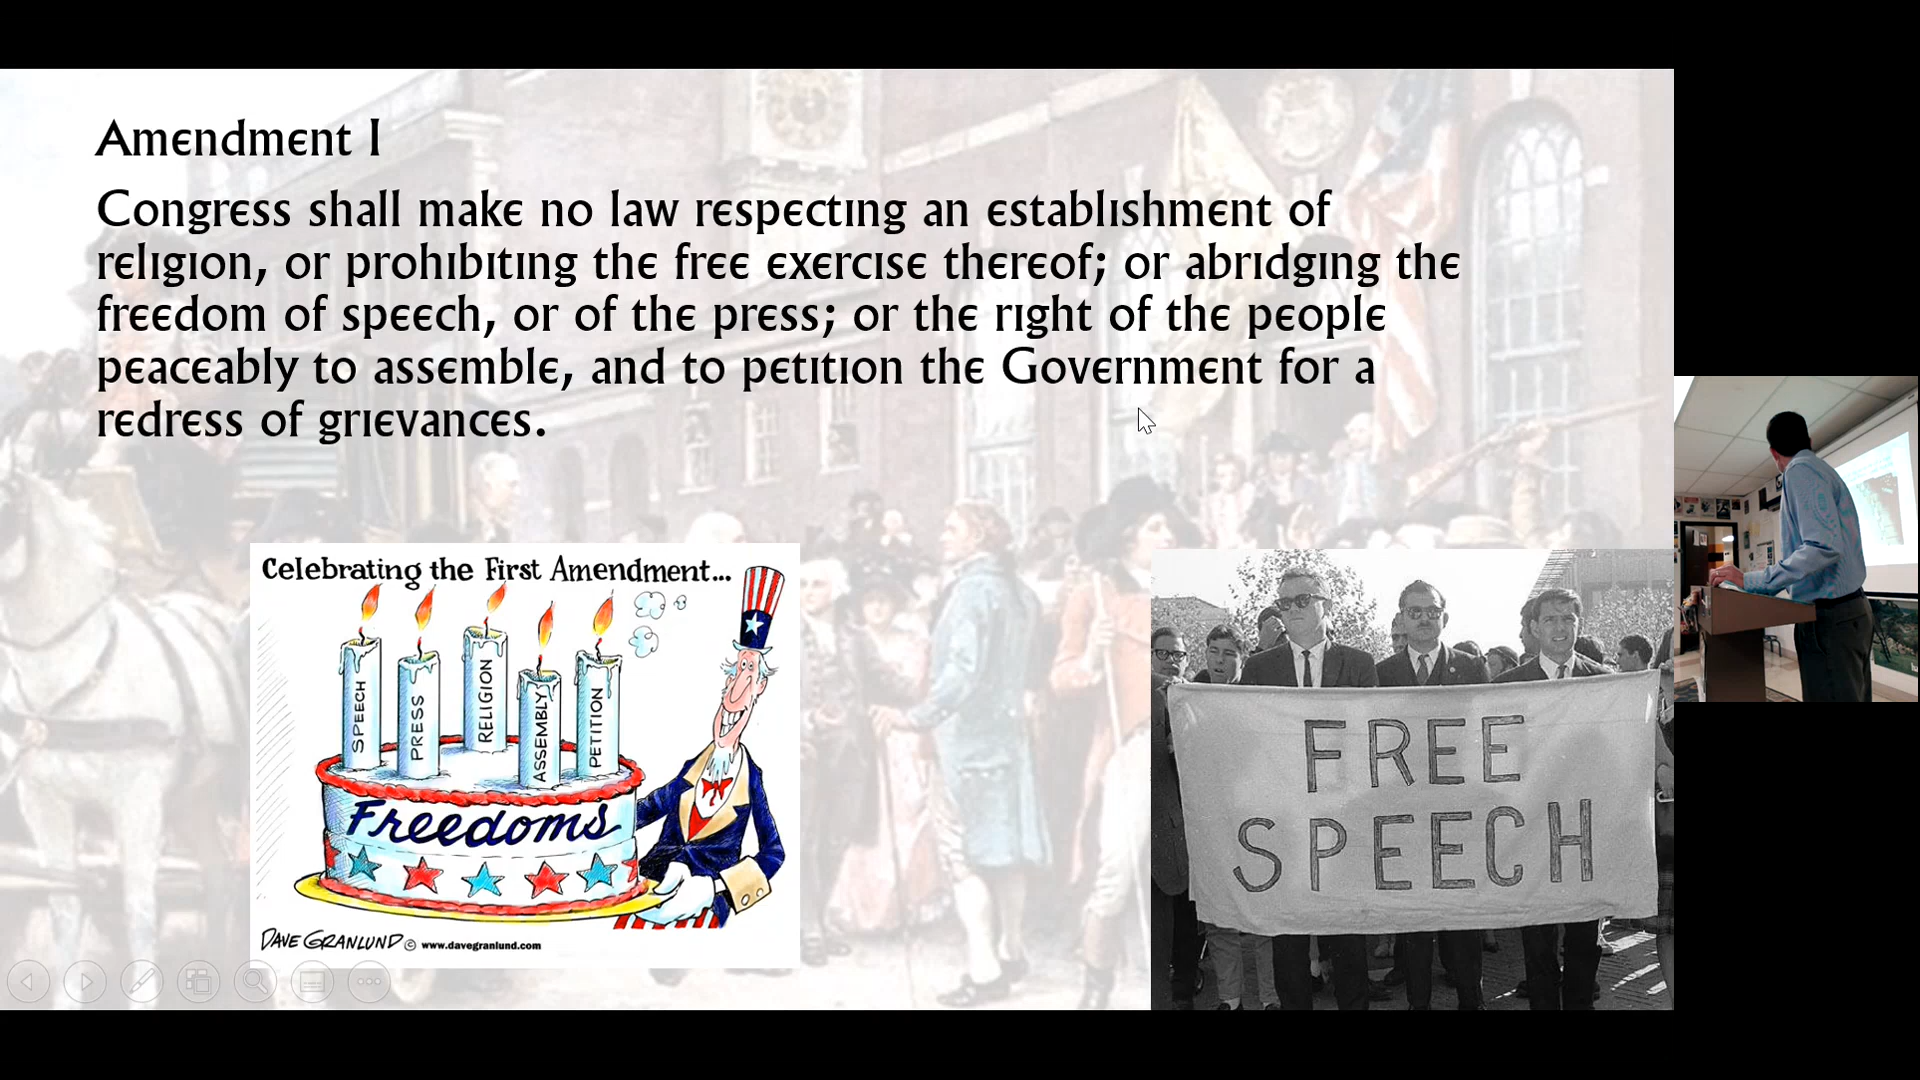 Amendment I
Congress shall make no law respecting an establishment of
religion, or prohibiting the free exercise thereof; or abridging the
freedom of speech, or of the press; or the right of the people
peaceably to assemble, and to petition the Government for a
redress of grievances.
Celebrating the First Amendment...
SPEECH
PRESS
RELIGION
ASSEMBLY
PETITION
Freedoms
DAVE GRANLUND © www.davegranlund.com
FREE
SPEECH